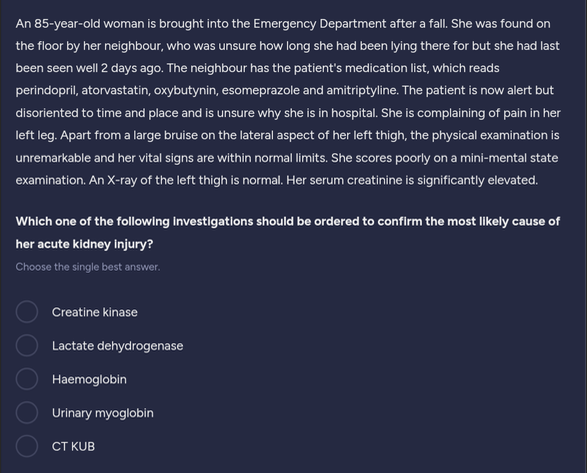 An 85-year-old woman is brought into the Emergency Department after a fall. She was found on
the floor by her neighbour, who was unsure how long she had been lying there for but she had last
been seen well 2 days ago. The neighbour has the patient's medication list, which reads
perindopril, atorvastatin, oxybutynin, esomeprazole and amitriptyline. The patient is now alert but
disoriented to time and place and is unsure why she is in hospital. She is complaining of pain in her
left leg. Apart from a large bruise on the lateral aspect of her left thigh, the physical examination is
unremarkable and her vital signs are within normal limits. She scores poorly on a mini-mental state
examination. An X-ray of the left thigh is normal. Her serum creatinine is significantly elevated.
Which one of the following investigations should be ordered to confirm the most likely cause of
her acute kidney injury?
Choose the single best answer.
Creatine kinase
Lactate dehydrogenase
Haemoglobin
Urinary myoglobin
CT KUB